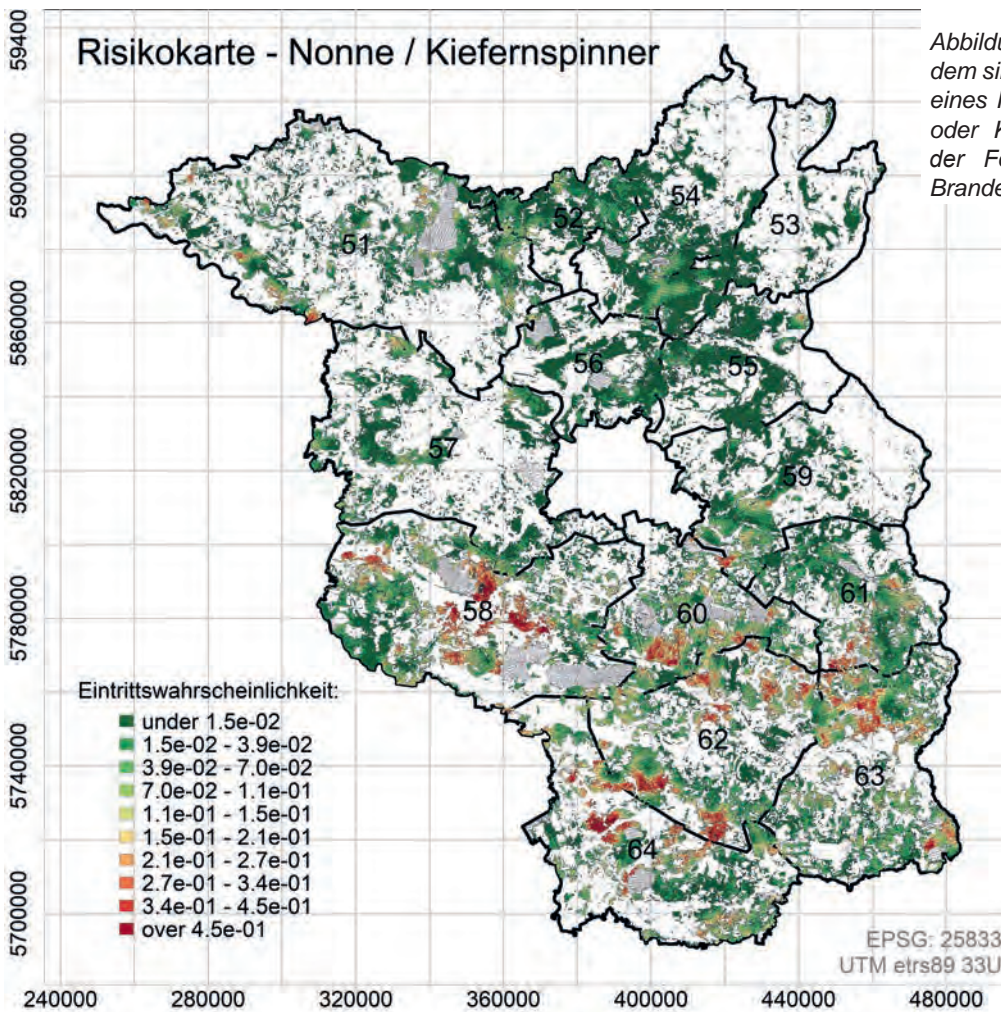 Risikokarte - Nonne / Kiefernspinner
5940000
5900000
5860000
5820000
5780000
5740000
5700000
51
52
54
53
56
55
57
59
58
60
61
62
63
64
Eintrittswahrscheinlichkeit:
under 1.5e-02
1.5e-02 - 3.9e-02
3.9e-02 - 7.0e-02
7.0e-02 - 1.1e-01
1.1e-01 - 1.5e-01
1.5e-01 - 2.1e-01
2.1e-01 - 2.7e-01
2.7e-01 - 3.4e-01
3.4e-01 - 4.5e-01
over 4.5e-01
EPSG: 25833
UTM etrs89 33U
240000 280000 320000 360000 400000 440000 480000
dem
eines
oder
der